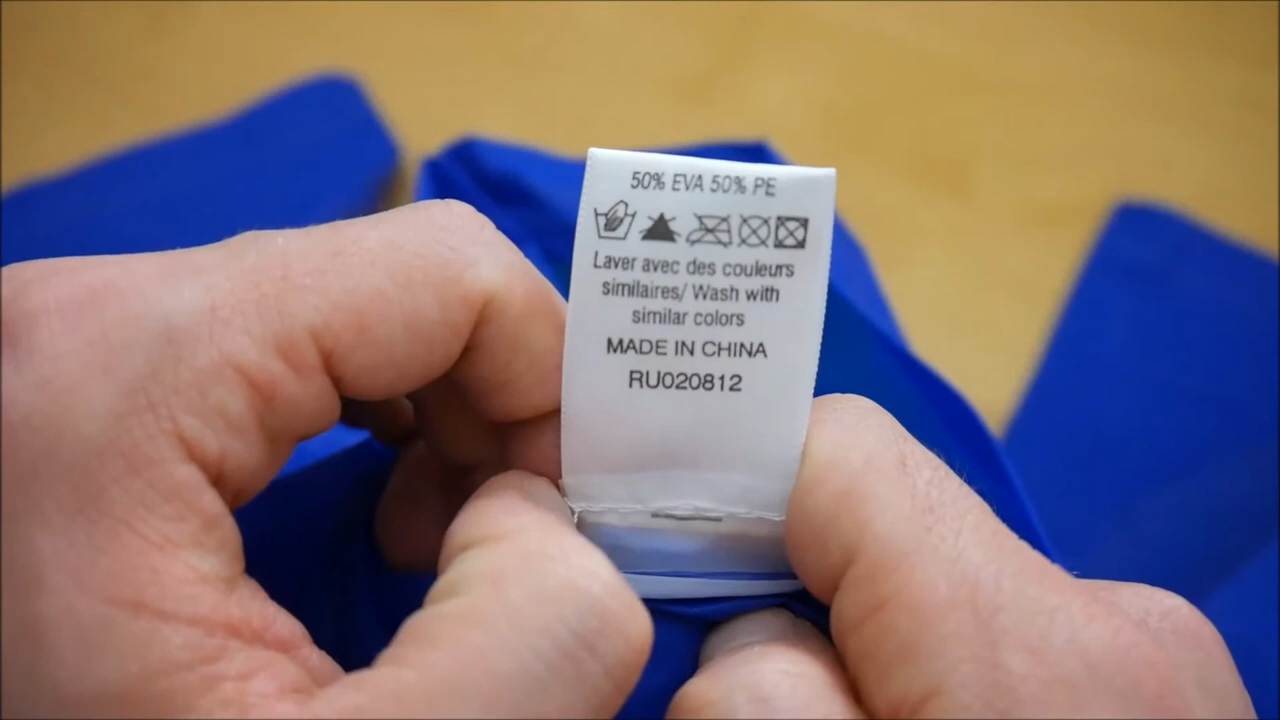 50% EVA 50% PE
Laver avec des couleurs
similaires/ Wash with
similar colors
MADE IN CHINA
RU020812